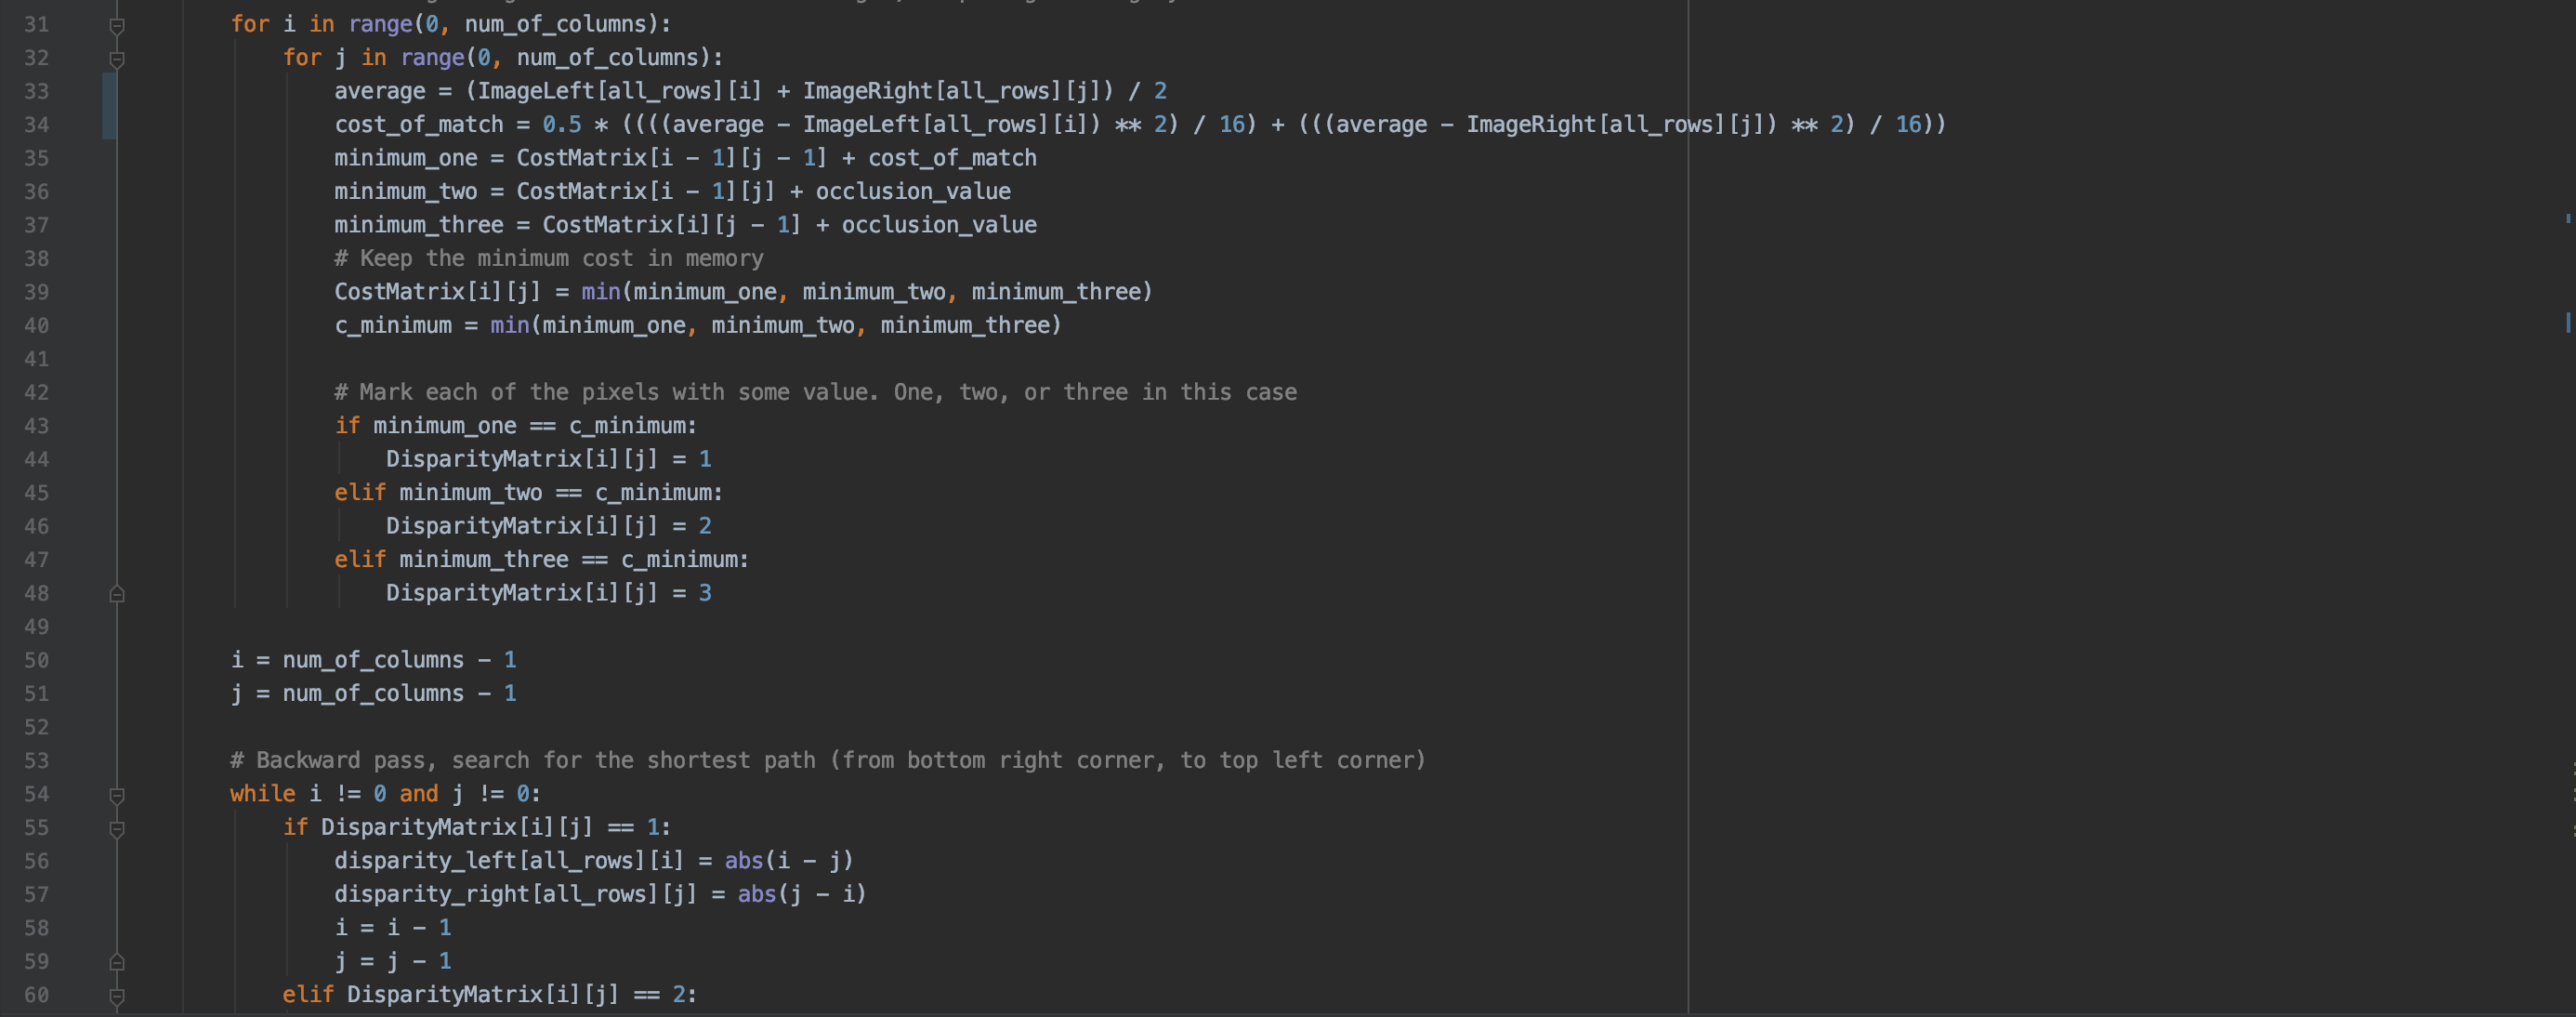 31 for i in range(0, num_of_columns):
32 for j in range(0, num_of_columns):
33 average = (ImageLeft[all_rows][i] + ImageRight[all_rows][j]) / 2
34 cost_of_match = 0.5 * ((((average - ImageLeft[all_rows][i]) ** 2) / 16) + (((average - ImageRight[all_rows][j]) ** 2) / 16))
35 minimum_one = CostMatrix[i - 1][j - 1] + cost_of_match
36 minimum_two = CostMatrix[i - 1][j] + occlusion_value
37 minimum_three = CostMatrix[i][j - 1] + occlusion_value
38 # Keep the minimum cost in memory
39 CostMatrix[i][j] = min(minimum_one, minimum_two, minimum_three)
40 c_minimum = min(minimum_one, minimum_two, minimum_three)
41
42 # Mark each of the pixels with some value. One, two, or three in this case
43 if minimum_one == c_minimum:
44 DisparityMatrix[i][j] = 1
45 elif minimum_two == c_minimum:
46 DisparityMatrix[i][j] = 2
47 elif minimum_three == c_minimum:
48 DisparityMatrix[i][j] = 3
49
50 i = num_of_columns - 1
51 j = num_of_columns - 1
52
53 # Backward pass, search for the shortest path (from bottom right corner, to top left corner)
54 while i != 0 and j != 0:
55 if DisparityMatrix[i][j] == 1:
56 disparity_left[all_rows][i] = abs(i - j)
57 disparity_right[all_rows][j] = abs(j - i)
58 i = i - 1
59 j = j - 1
60 elif DisparityMatrix[i][j] == 2: